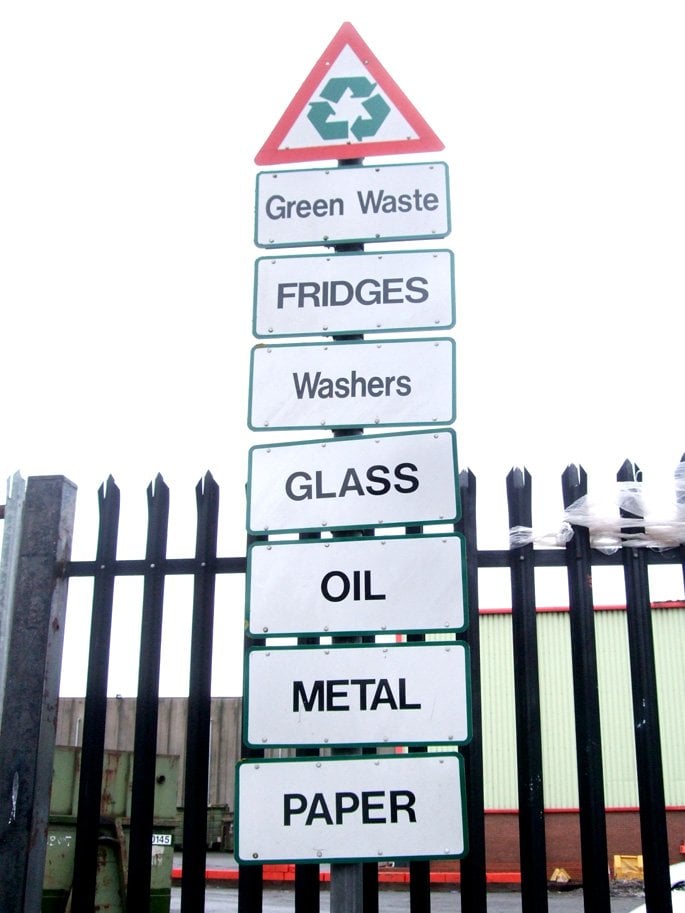 Green Waste
FRIDGES
Washers
GLASS
OIL
METAL
PAPER